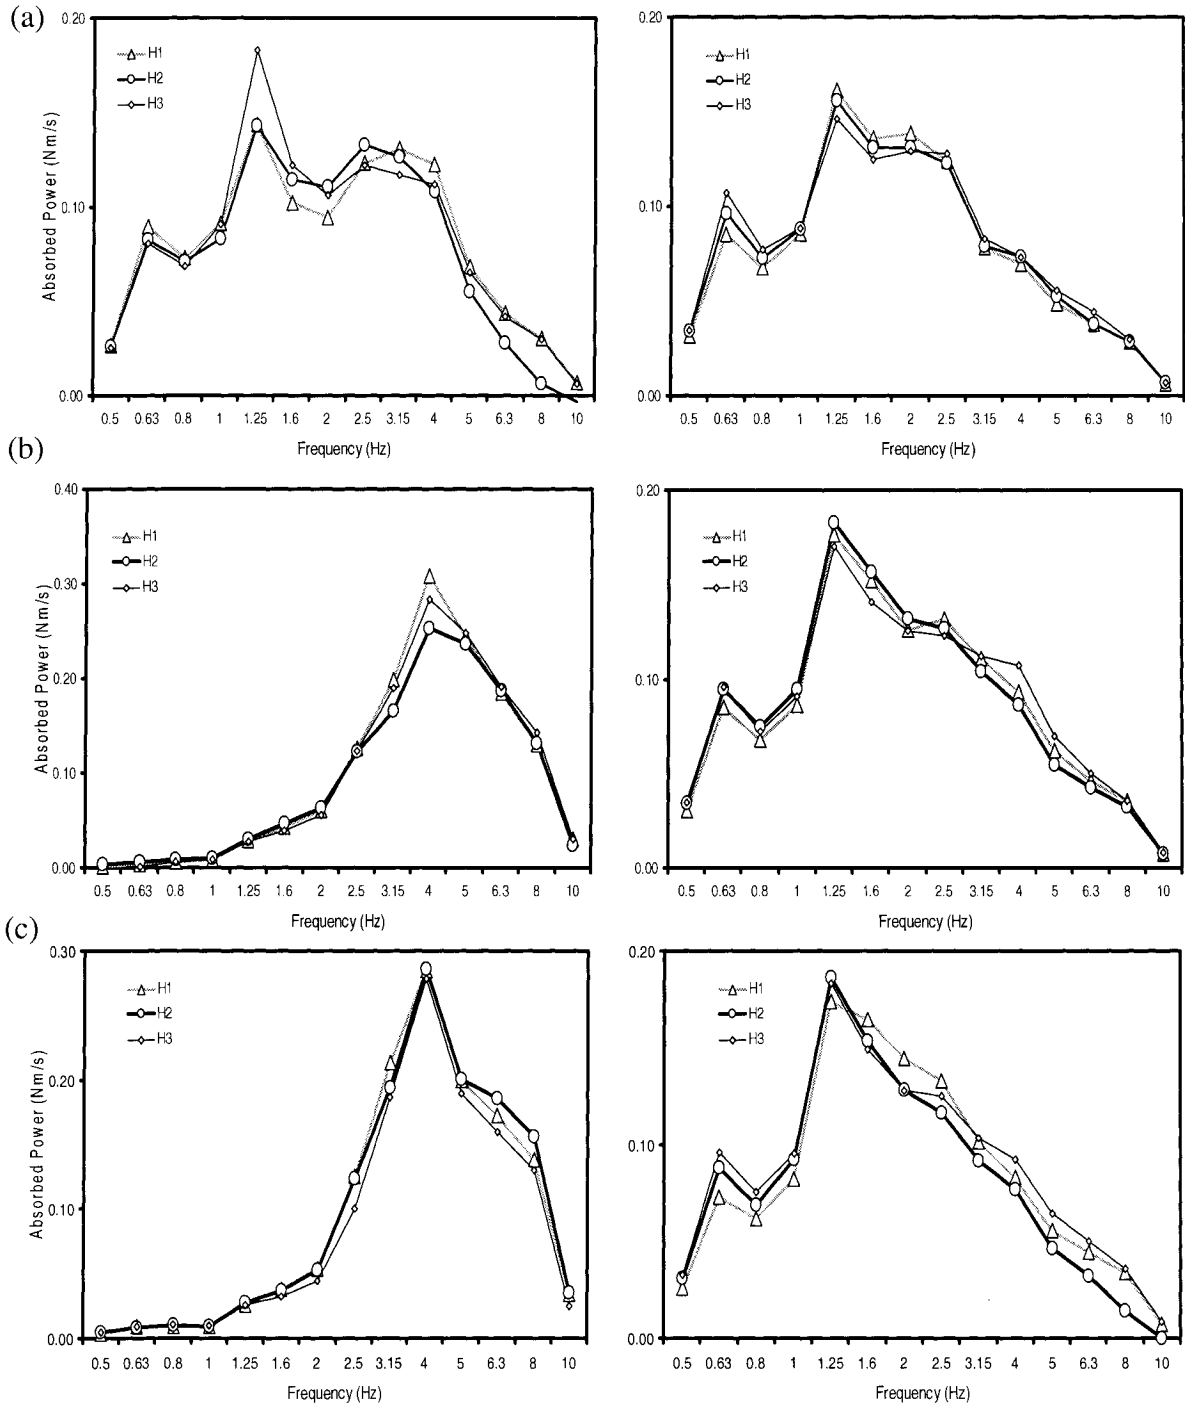 (a)
0.20
0.10
0.00
Absorbed Power (Nm/s)
H1
H2
H3
0.5 0.63 0.8 1 1.25 1.6 2 2.5 3.15 4 5 6.3 8 10
Frequency (Hz)
0.20
0.10
0.00
H1
H2
H3
0.5 0.63 0.8 1 1.25 1.6 2 2.5 3.15 4 5 6.3 8 10
Frequency (Hz)
(b)
0.40
0.30
0.20
0.10
0.00
Absorbed Power (Nm/s)
H1
H2
H3
0.5 0.63 0.8 1 1.25 1.6 2 2.5 3.15 4 5 6.3 8 10
Frequency (Hz)
0.20
0.10
0.00
H1
H2
H3
0.5 0.63 0.8 1 1.25 1.6 2 2.5 3.15 4 5 6.3 8 10
Frequency (Hz)
(c)
0.30
0.20
0.10
0.00
Absorbed Power (Nm/s)
H1
H2
H3
0.5 0.63 0.8 1 1.25 1.6 2 2.5 3.15 4 5 6.3 8 10
Frequency (Hz)
0.20
0.10
0.00
H1
H2
H3
0.5 0.63 0.8 1 1.25 1.6 2 2.5 3.15 4 5 6.3 8 10
Frequency (Hz)